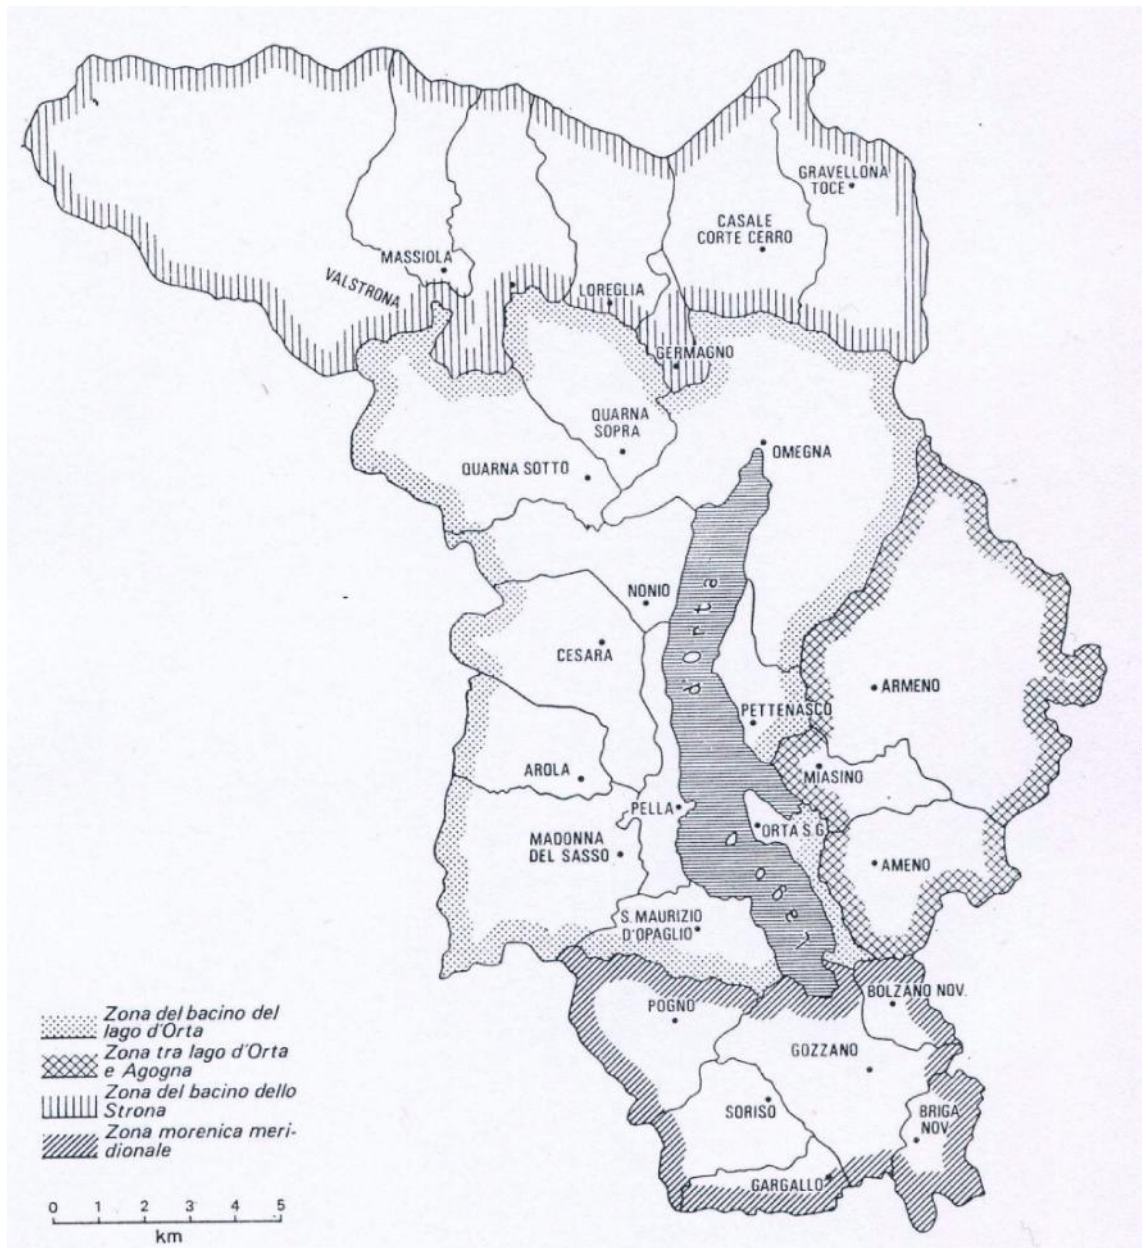 GRAVELLONA
TOCE
CASALE
CORTE CERRO
MASSIOLA
VALSTRONA
LOREGLIA
GERMAGNO
QUARNA
SOPRA
OMEGNA
QUARNA SOTTO
NONIO
CESARA
Lago d'Orta
ARMENO
PETTENASCO
AROLA
MIASINO
PELLA
ORTA S.G.
MADONNA
DEL SASSO
AMENO
S. MAURIZIO
D'OPAGLIO
BOLZANO NOV.
POGNO
GOZZANO
SORISO
BRIGA
NOV.
GARGALLO
Zona del bacino del
lago d'Orta
Zona tra lago d'Orta
e Agogna
Zona del bacino dello
Strona
Zona morenica meri-
dionale
0 1 2 3 4 5
km